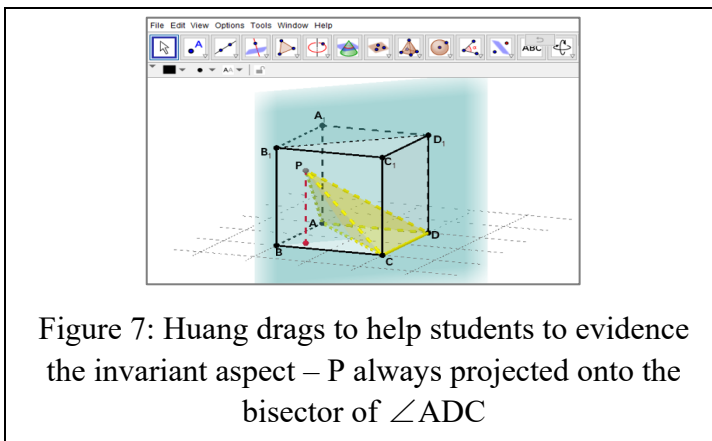 File Edit View Options Tools Window Help
A
ABC
AA
A₁
D₁
B₁
C₁
P
A
D
B
C
Figure 7: Huang drags to help students to evidence
the invariant aspect – P always projected onto the
bisector of ∠ADC